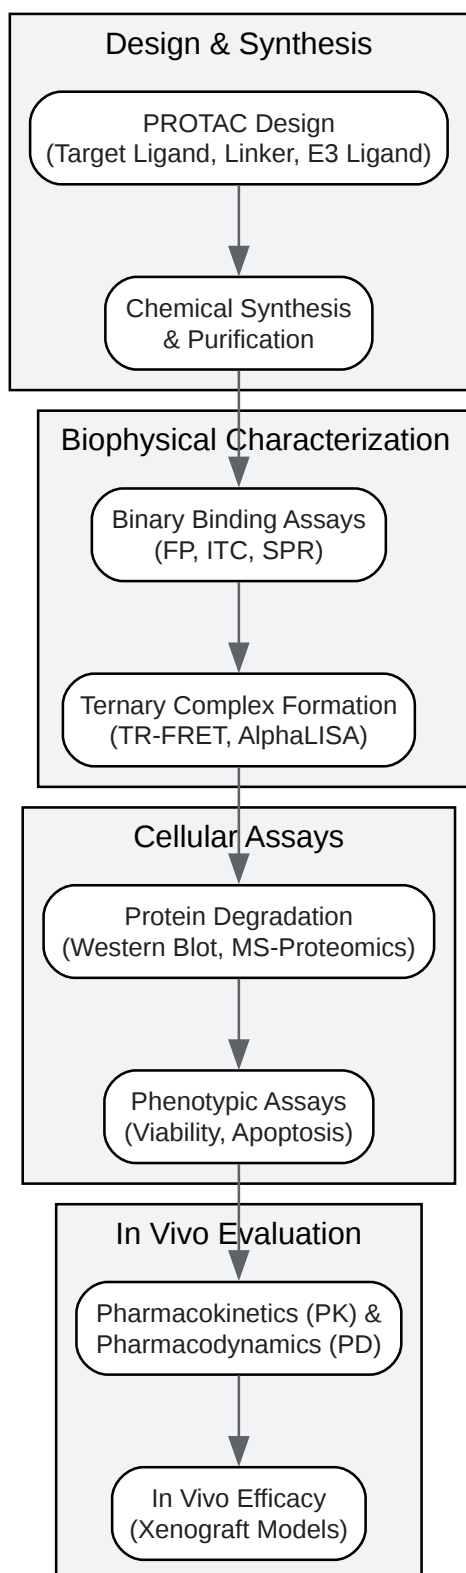 Design & Synthesis
PROTAC Design
(Target Ligand, Linker, E3 Ligand)
Chemical Synthesis
& Purification
Biophysical Characterization
Binary Binding Assays
(FP, ITC, SPR)
Ternary Complex Formation
(TR-FRET, AlphaLISA)
Cellular Assays
Protein Degradation
(Western Blot, MS-Proteomics)
Phenotypic Assays
(Viability, Apoptosis)
In Vivo Evaluation
Pharmacokinetics (PK) &
Pharmacodynamics (PD)
In Vivo Efficacy
(Xenograft Models)